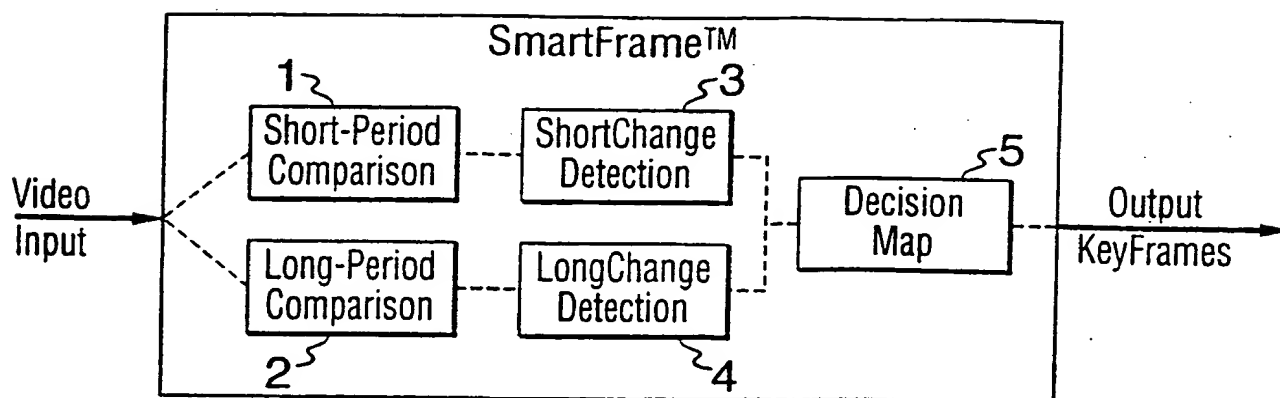 SmartFrame™
1
Short-Period
Comparison
3
ShortChange
Detection
5
Decision
Map
Video
Input
Output
KeyFrames
Long-Period
Comparison
2
LongChange
Detection
4